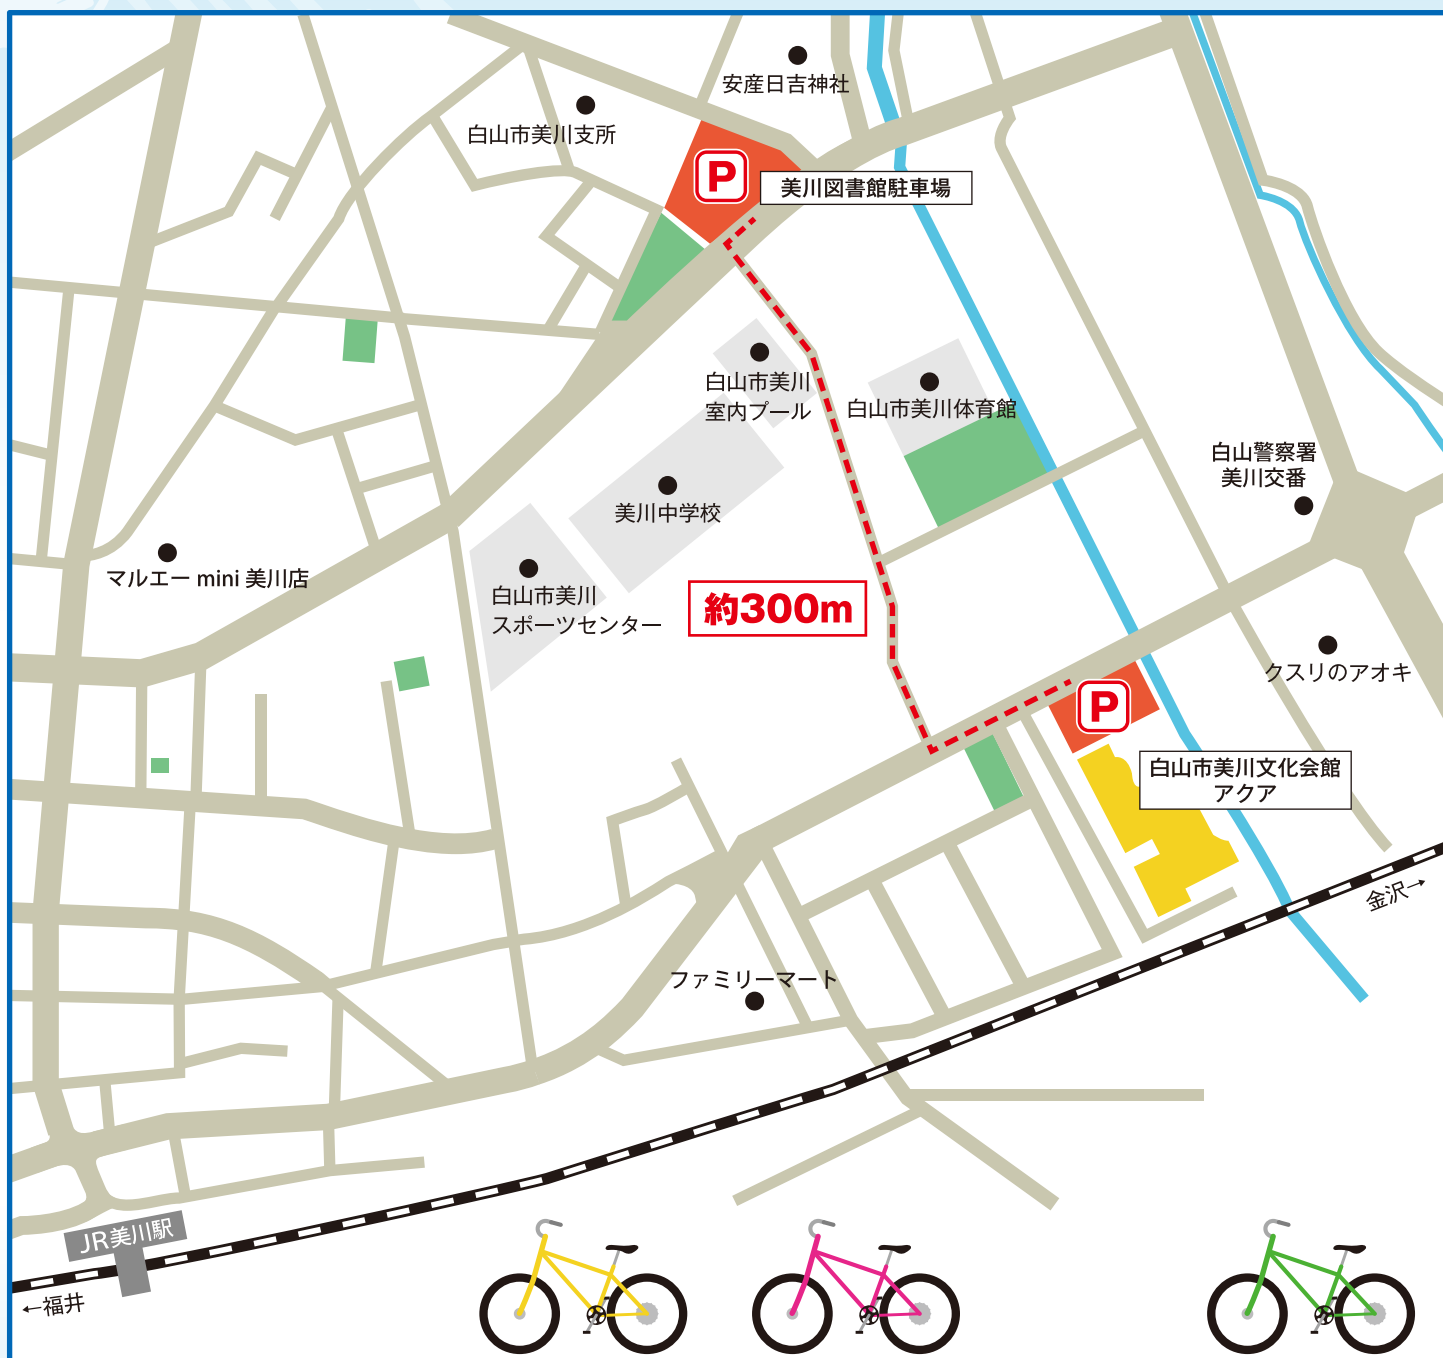 安産日吉神社
白山市美川支所
P
美川図書館駐車場
白山市美川
室内プール
白山市美川体育館
白山警察署
美川交番
美川中学校
マルエー mini 美川店
白山市美川
スポーツセンター
約300m
クスリのアオキ
P
白山市美川文化会館
アクア
金沢→
ファミリーマート
JR美川駅
←福井